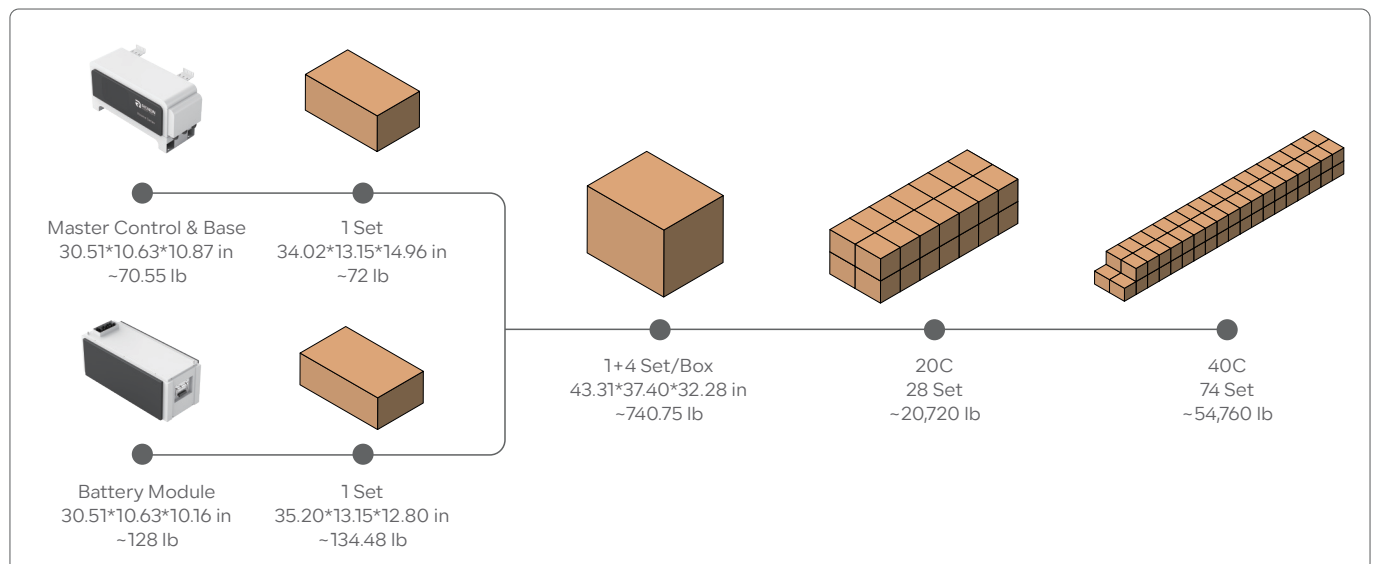 Master Control & Base
30.51*10.63*10.87 in
~70.55 lb
1 Set
34.02*13.15*14.96 in
~72 lb
Battery Module
30.51*10.63*10.16 in
~128 lb
1 Set
35.20*13.15*12.80 in
~134.48 lb
1+4 Set/Box
43.31*37.40*32.28 in
~740.75 lb
20C
28 Set
~20,720 lb
40C
74 Set
~54,760 lb